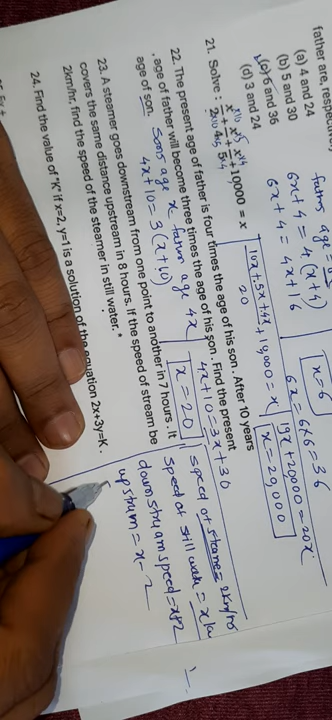 father are, respectively
(a) 4 and 24
(b) 5 and 30
(c) 6 and 36
(d) 3 and 24
fathers age
6x+4=4(x+4)
6x+4=4x+16
x=6
6x=6×6=36
21. Solve : x/2 + x/4 + x/5 + 10000 = x
10x+5x+4x+10,000=x
20
19x+20000=20x
x=20,000
22. The present age of father is four times the age of his son . After 10 years
, age of father will become three times the age of his son. Find the present
age of son.
sons age x fathers age 4x
4x+10=3(x+10)
4x+10=3x+30
x=20
23. A steamer goes downstream from one point to another in 7 hours . It
covers the same distance upstream in 8 hours. If the speed of stream be
2km/hr, find the speed of the steamer in still water. *
speed of stream = 2km/hr
speed of still water = x km
downstream speed = x+2
upstream = x-2
24. Find the value of 'K' if x=2, y=1 is a solution of the equation 2x+3y=k .